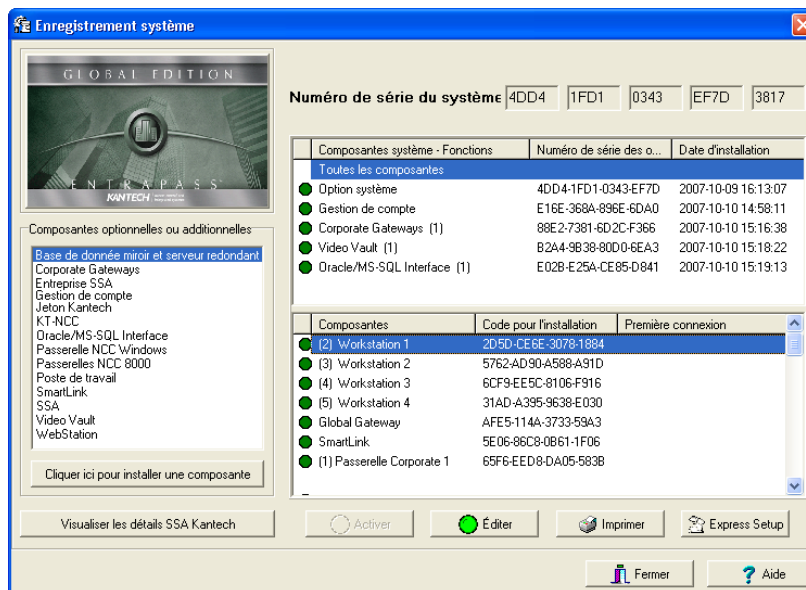 Enregistrement système
GLOBAL EDITION
ENTRAPASS
KANTECH
Numéro de série du système 4DD4 1FD1 0343 EF7D 3817
Composantes système - Fonctions Numéro de série des o... Date d'installation
Toutes les composantes
Option système 4DD4-1FD1-0343-EF7D 2007-10-09 16:13:07
Gestion de compte E16E-368A-896E-6DA0 2007-10-10 14:58:11
Corporate Gateways (1) 88E2-7381-6D2C-F366 2007-10-10 15:16:38
Video Vault (1) B2A4-9B38-80D0-6EA3 2007-10-10 15:18:22
Oracle/MS-SQL Interface (1) E02B-E25A-CE85-D841 2007-10-10 15:19:13
Composantes optionnelles ou additionnelles
Base de donnée miroir et serveur redondant
Corporate Gateways
Entreprise SSA
Gestion de compte
Jeton Kantech
KT-NCC
Oracle/MS-SQL Interface
Passerelle NCC Windows
Passerelles NCC 8000
Poste de travail
SmartLink
SSA
Video Vault
WebStation
Cliquer ici pour installer une composante
Composantes Code pour l'installation Première connexion
(2) Workstation 1 2D5D-CE6E-3078-1884
(3) Workstation 2 5762-AD90-A588-A91D
(4) Workstation 3 6CF9-EE5C-8106-F916
(5) Workstation 4 31AD-A395-9638-E030
Global Gateway AFE5-114A-3733-59A3
SmartLink 5E06-86C8-0B61-1F06
(1) Passerelle Corporate 1 65F6-EED8-DA05-583B
Visualiser les détails SSA Kantech
Activer Éditer Imprimer Express Setup
Fermer Aide